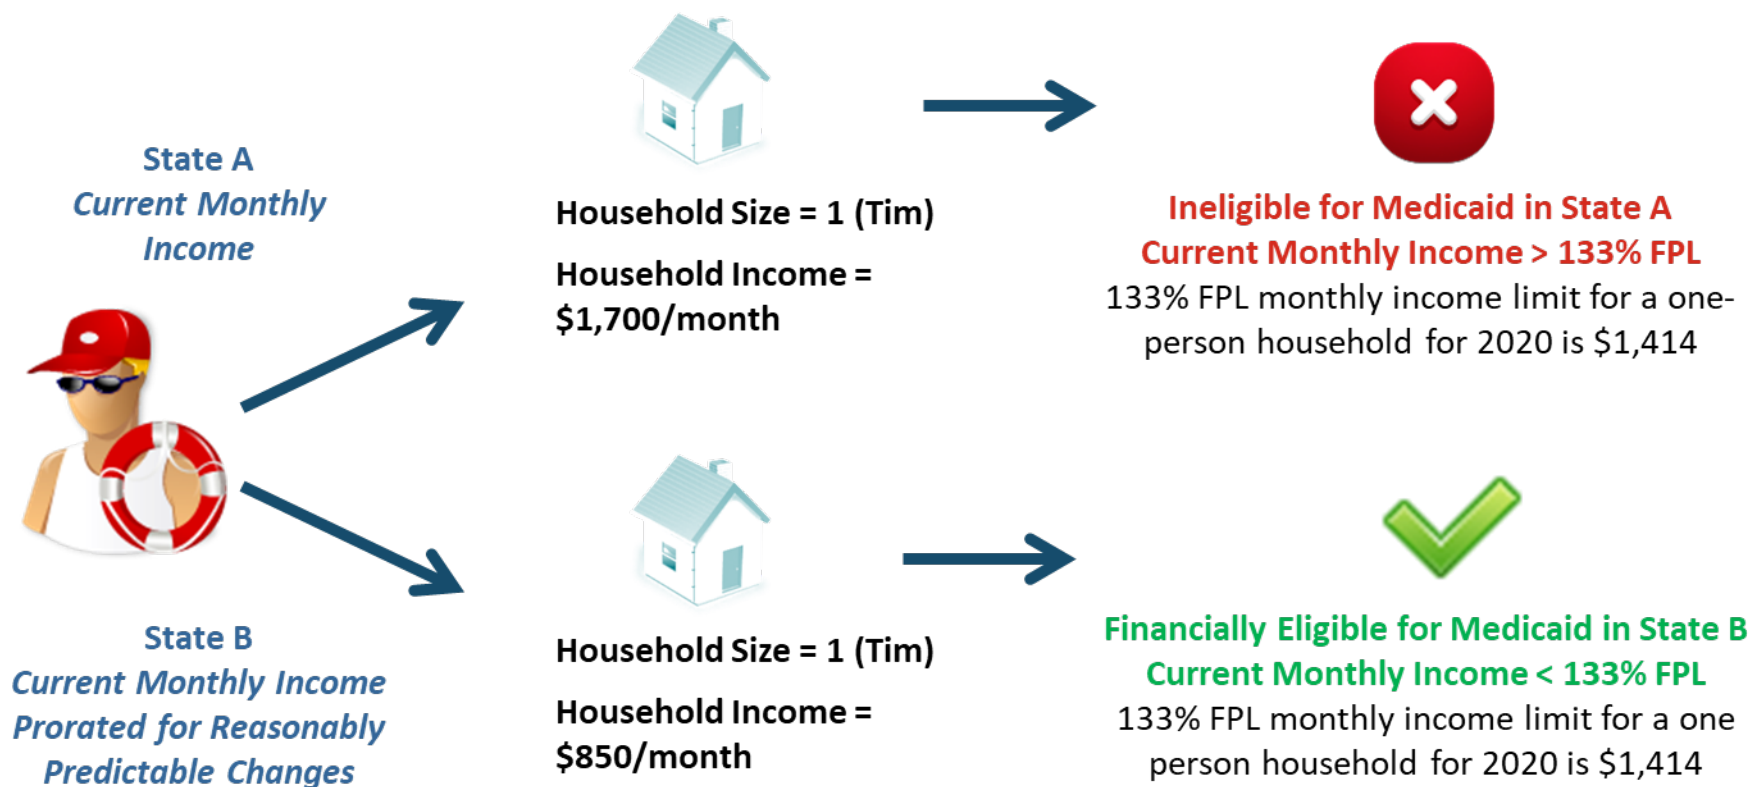 State A
Current Monthly
Income
Household Size = 1 (Tim)
Household Income =
$1,700/month
Ineligible for Medicaid in State A
Current Monthly Income > 133% FPL
133% FPL monthly income limit for a one-
person household for 2020 is $1,414
State B
Current Monthly Income
Prorated for Reasonably
Predictable Changes
Household Size = 1 (Tim)
Household Income =
$850/month
Financially Eligible for Medicaid in State B
Current Monthly Income < 133% FPL
133% FPL monthly income limit for a one
person household for 2020 is $1,414